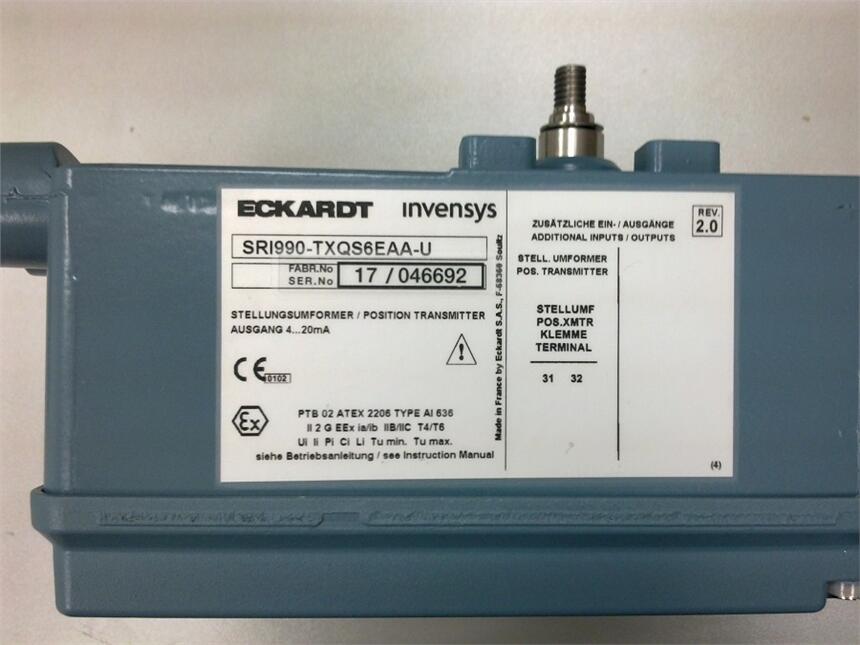 ECKARDT invensys
SRI990-TXQS6EAA-U
FABR.No
SER.No
17 / 046692
STELLUNGSUMFORMER / POSITION TRANSMITTER
AUSGANG 4...20mA
CE 0102
Ex
PTB 02 ATEX 2206 TYPE AI 636
II 2 G EEx ia/ib IIB/IIC T4/T6
Ui Ii Pi Ci Li Tu min. Tu max.
siehe Betriebsanleitung / see Instruction Manual
Made in France by Eckardt S.A.S., F-68360 Soultz
ZUSÄTZLICHE EIN- / AUSGÄNGE
ADDITIONAL INPUTS / OUTPUTS
REV.
2.0
STELL. UMFORMER
POS. TRANSMITTER
STELLUMF
POS.XMTR
KLEMME
TERMINAL
31 32
(4)